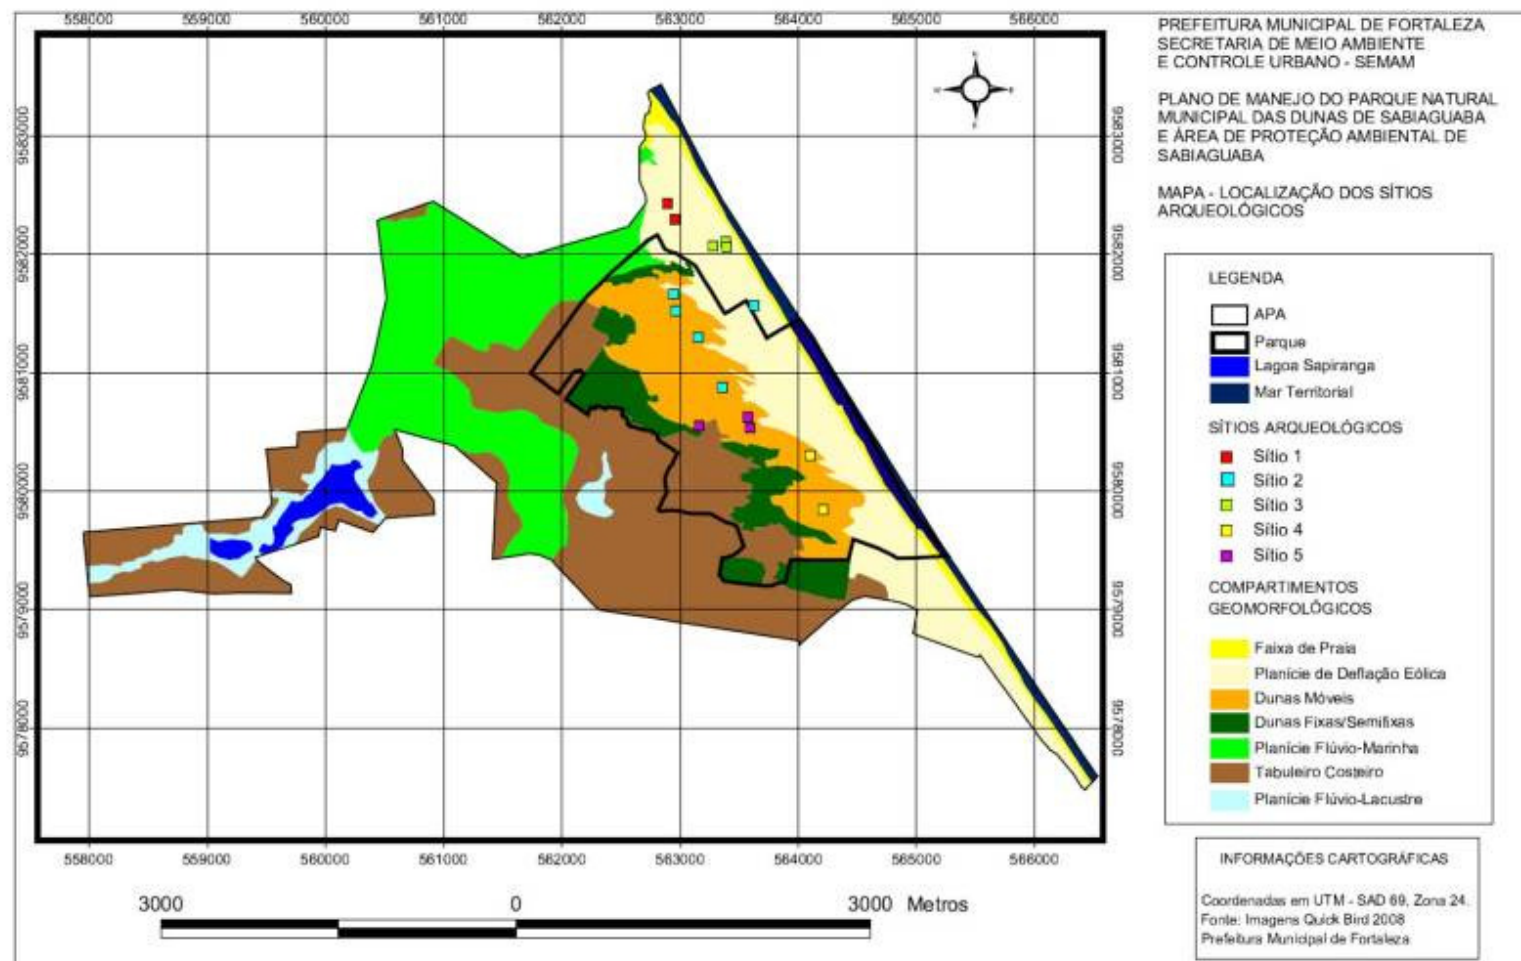 558000 559000 560000 561000 562000 563000 564000 565000 566000
PREFEITURA MUNICIPAL DE FORTALEZA
SECRETARIA DE MEIO AMBIENTE
E CONTROLE URBANO - SEMAM
PLANO DE MANEJO DO PARQUE NATURAL
MUNICIPAL DAS DUNAS DE SABIAGUABA
E ÁREA DE PROTEÇÃO AMBIENTAL DE
SABIAGUABA
MAPA - LOCALIZAÇÃO DOS SÍTIOS
ARQUEOLÓGICOS
9583000 9583000
9582000 9582000
9581000 9581000
9580000 9580000
9579000 9579000
9578000 9578000
LEGENDA
APA
Parque
Lagoa Sapiranga
Mar Territorial
SÍTIOS ARQUEOLÓGICOS
Sítio 1
Sítio 2
Sítio 3
Sítio 4
Sítio 5
COMPARTIMENTOS
GEOMORFOLÓGICOS
Faixa de Praia
Planície de Deflação Eólica
Dunas Móveis
Dunas Fixas/Semifixas
Planície Flúvio-Marinha
Tabuleiro Costeiro
Planície Flúvio-Lacustre
558000 559000 560000 561000 562000 563000 564000 565000 566000
3000 0 3000 Metros
INFORMAÇÕES CARTOGRÁFICAS
Coordenadas em UTM - SAD 69, Zona 24.
Fonte: Imagens Quick Bird 2008
Prefeitura Municipal de Fortaleza